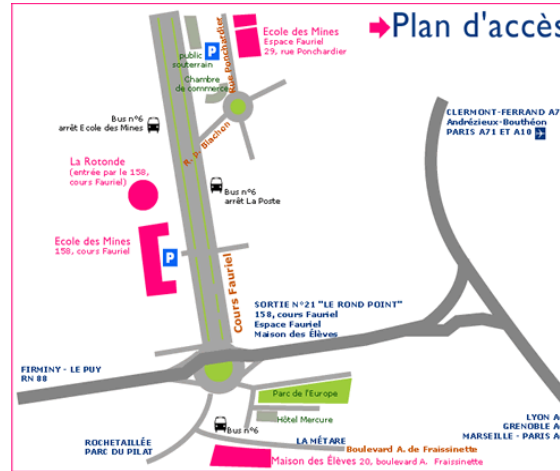 Plan d'accès
Ecole des Mines
Espace Fauriel
29, rue Ponchardier
P
public
souterrain
Rue Ponchardier
Chambre
de commerce
CLERMONT-FERRAND A7
Andrézieux-Bouthéon
PARIS A71 ET A10
Bus n°6
arrêt Ecole des Mines
R. P. Blachon
La Rotonde
(entrée par le 158,
cours Fauriel)
Bus n°6
arrêt La Poste
Ecole des Mines
158, cours Fauriel
P
Cours Fauriel
SORTIE N°21 "LE ROND POINT"
158, cours Fauriel
Espace Fauriel
Maison des Élèves
FIRMINY - LE PUY
RN 88
Parc de l'Europe
Hôtel Mercure
LYON A
GRENOBLE A
MARSEILLE - PARIS A
Bus n°6
ROCHETAILLÉE
PARC DU PILAT
LA MÉTARE
Boulevard A. de Fraissinette
Maison des Élèves 20, boulevard A. Fraissinette